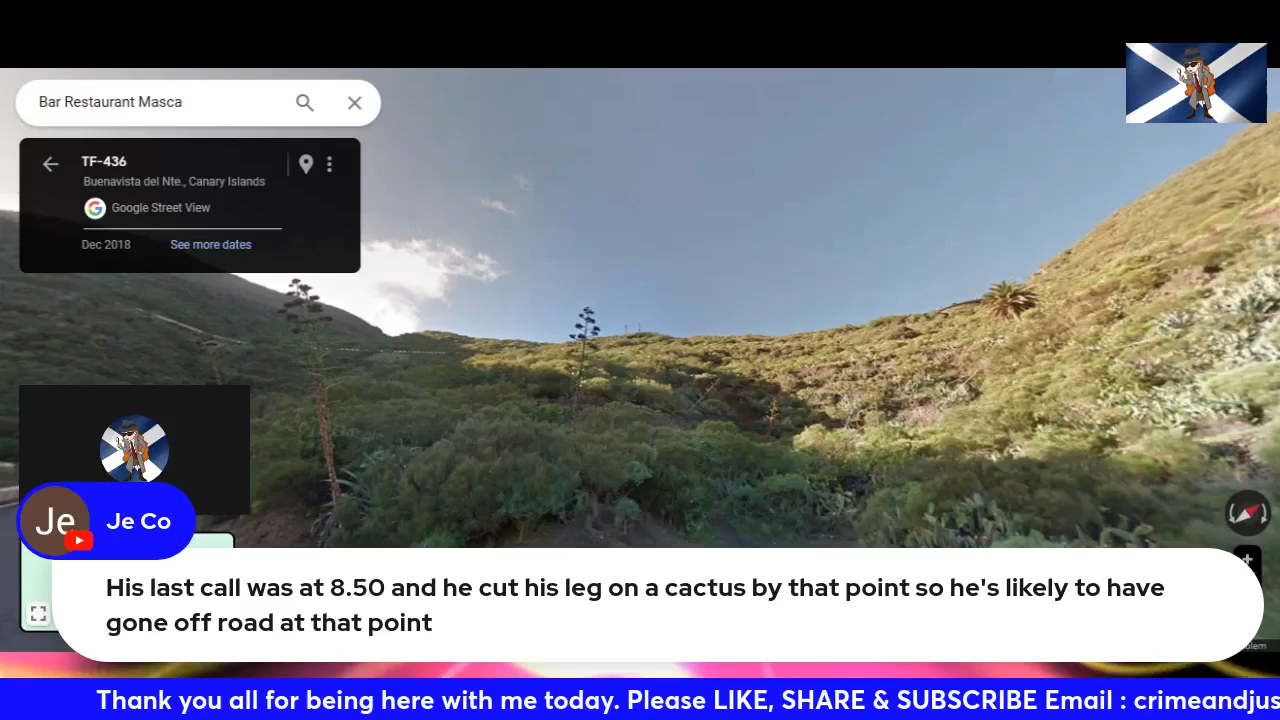 Bar Restaurant Masca
TF-436
Buenavista del Nte., Canary Islands
Google Street View
Dec 2018 See more dates
Je Je Co
His last call was at 8.50 and he cut his leg on a cactus by that point so he's likely to have
gone off road at that point
Thank you all for being here with me today. Please LIKE, SHARE & SUBSCRIBE Email : crimeandjus